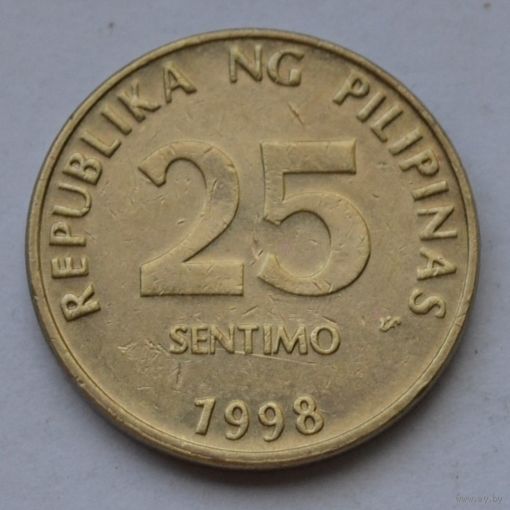 REPUBLIKA NG PILIPINAS
25
SENTIMO
1998